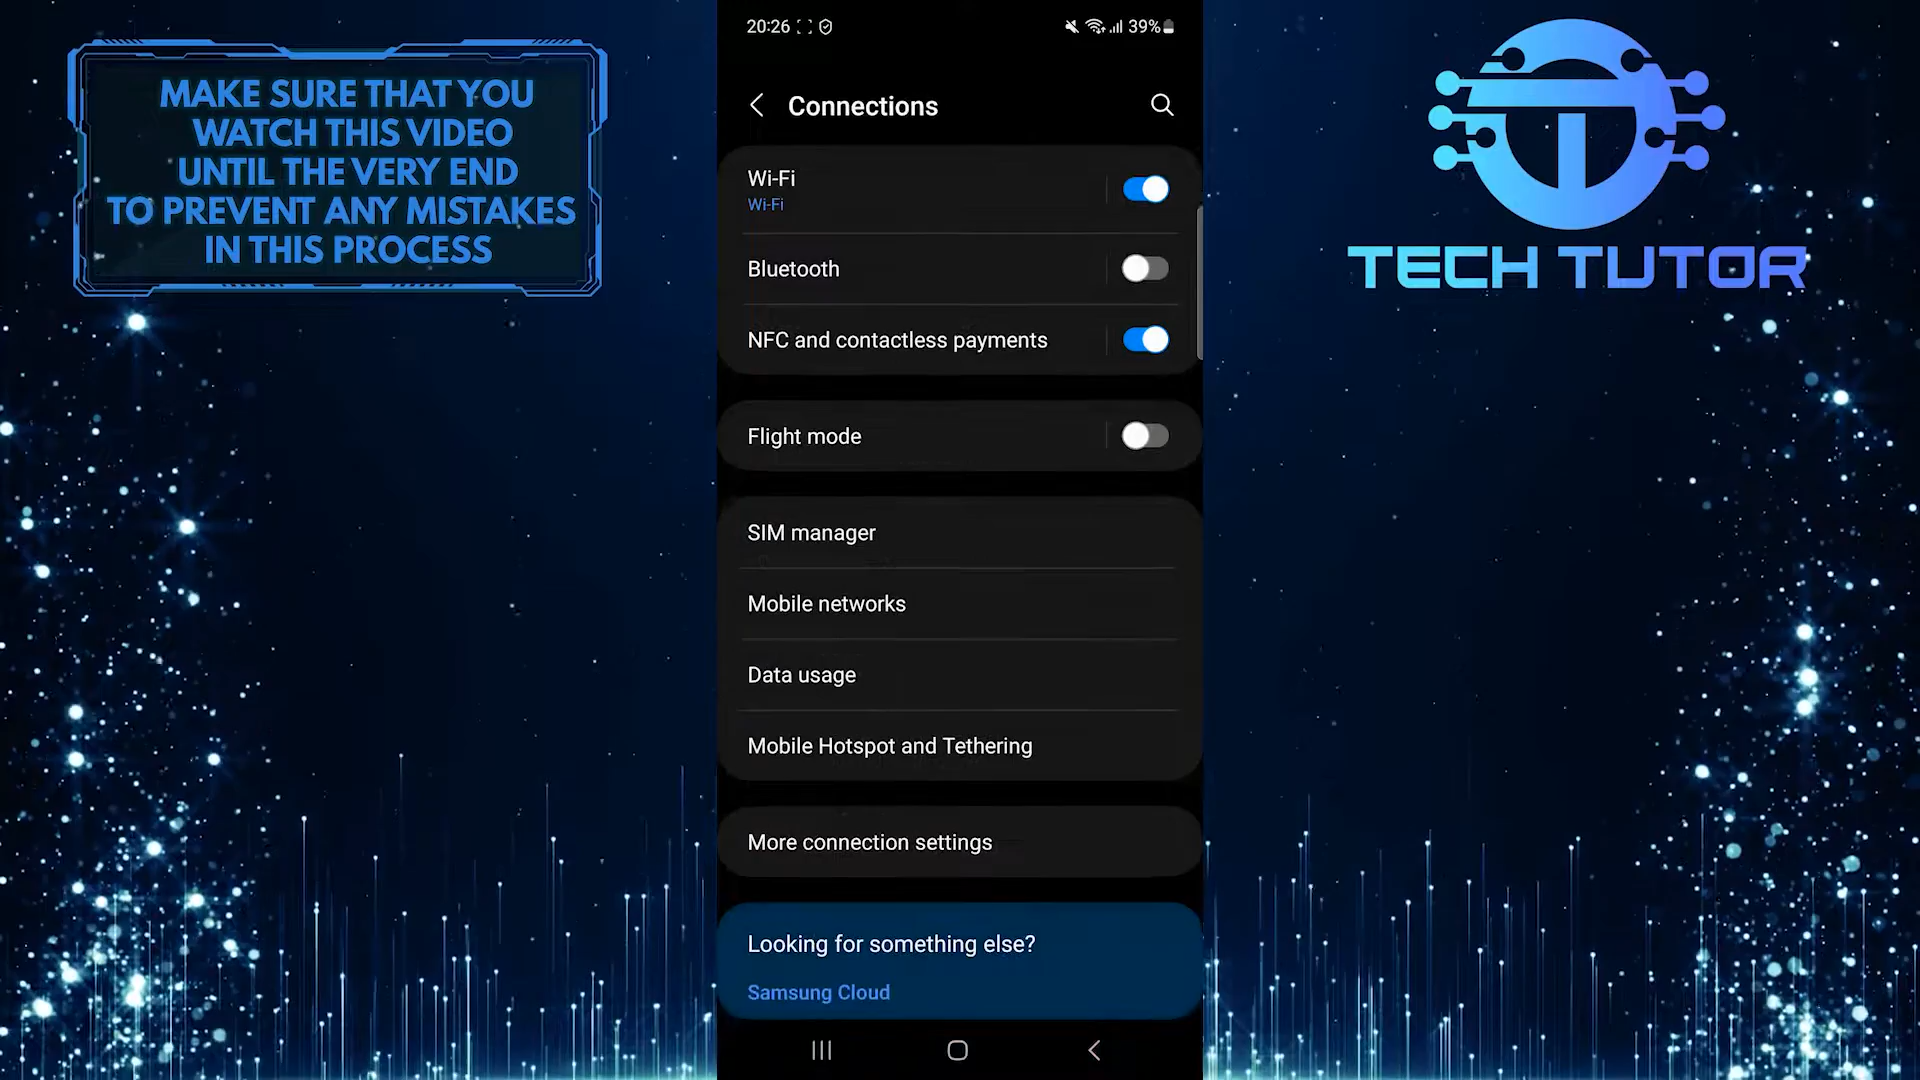 MAKE SURE THAT YOU
WATCH THIS VIDEO
UNTIL THE VERY END
TO PREVENT ANY MISTAKES
IN THIS PROCESS
20:26
39%
Connections
Wi-Fi
Wi-Fi
Bluetooth
NFC and contactless payments
Flight mode
SIM manager
Mobile networks
Data usage
Mobile Hotspot and Tethering
More connection settings
Looking for something else?
Samsung Cloud
TECH TUTOR